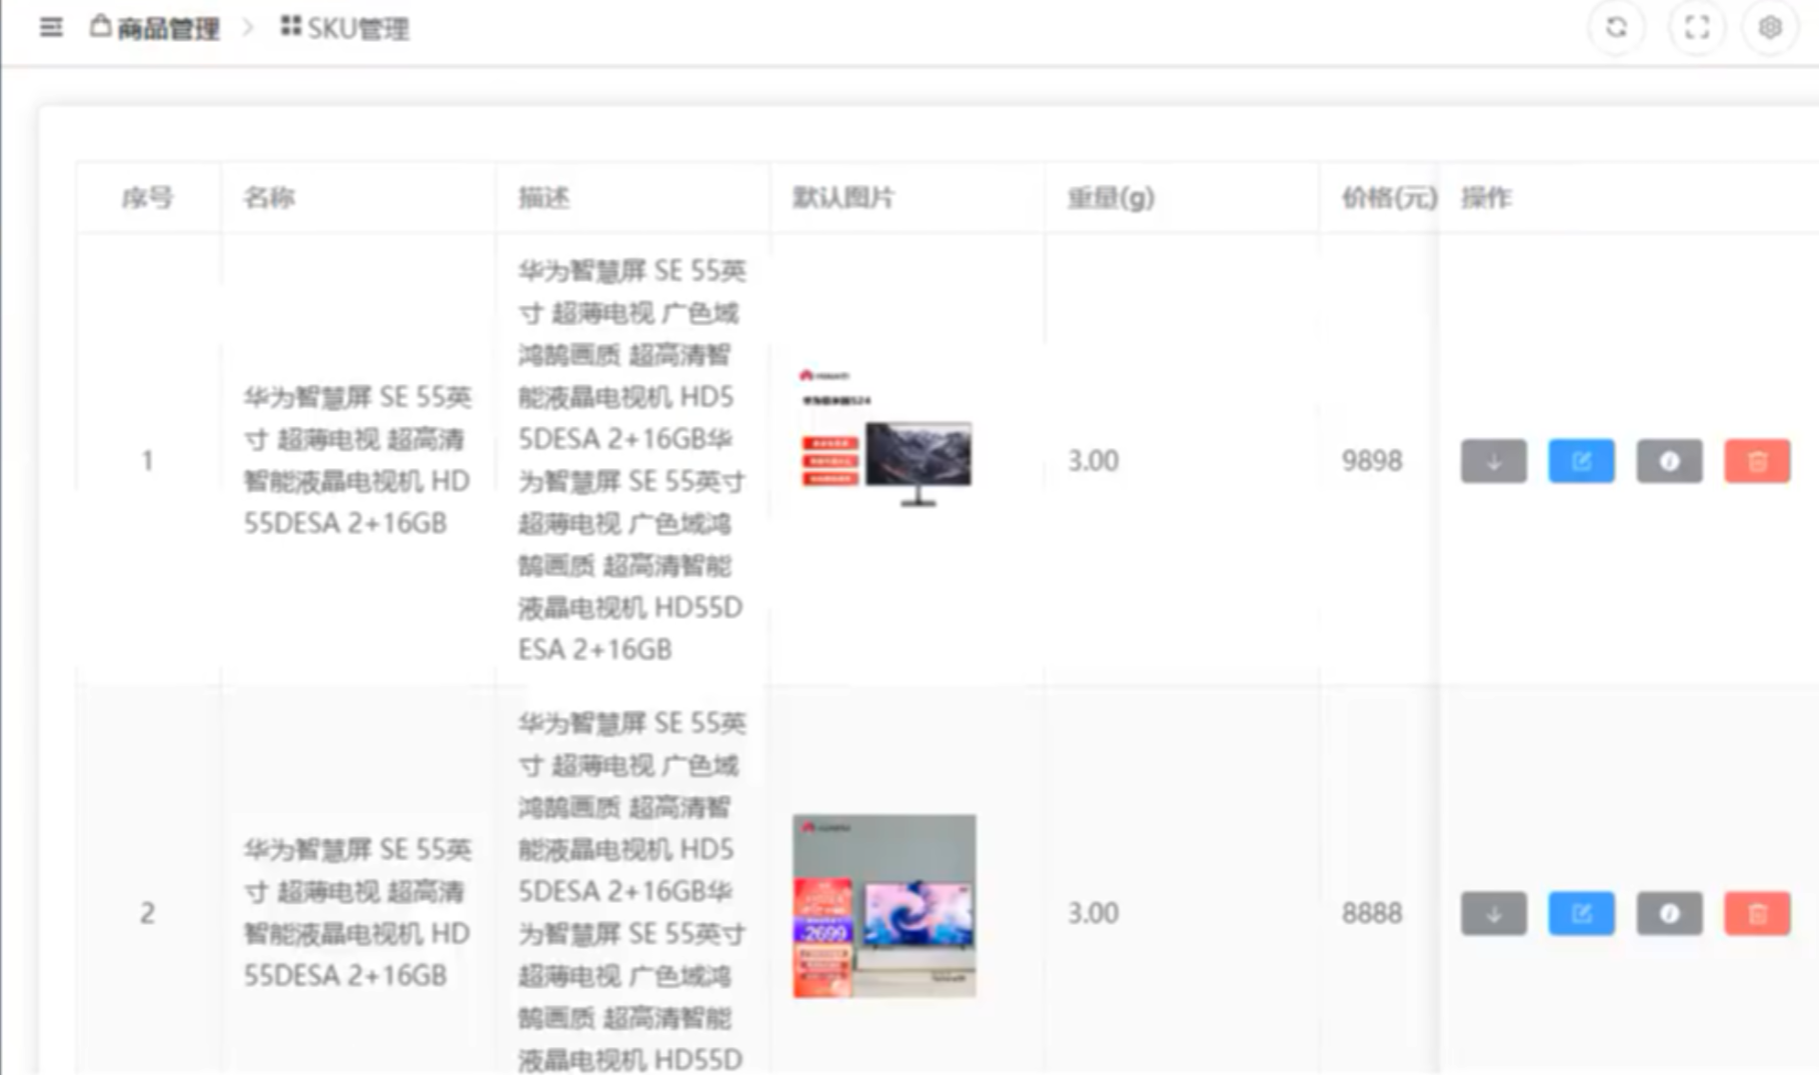 商品管理 SKU管理
序号 名称 描述 默认图片 重量(g) 价格(元) 操作
1
华为智慧屏 SE 55英
寸 超薄电视 超高清
智能液晶电视机 HD
55DESA 2+16GB
华为智慧屏 SE 55英
寸 超薄电视 广色域
鸿鹄画质 超高清智
能液晶电视机 HD5
5DESA 2+16GB华
为智慧屏 SE 55英寸
超薄电视 广色域鸿
鹄画质 超高清智能
液晶电视机 HD55D
ESA 2+16GB
3.00
9898
2
华为智慧屏 SE 55英
寸 超薄电视 超高清
智能液晶电视机 HD
55DESA 2+16GB
华为智慧屏 SE 55英
寸 超薄电视 广色域
鸿鹄画质 超高清智
能液晶电视机 HD5
5DESA 2+16GB华
为智慧屏 SE 55英寸
超薄电视 广色域鸿
鹄画质 超高清智能
液晶电视机 HD55D
2699
3.00
8888